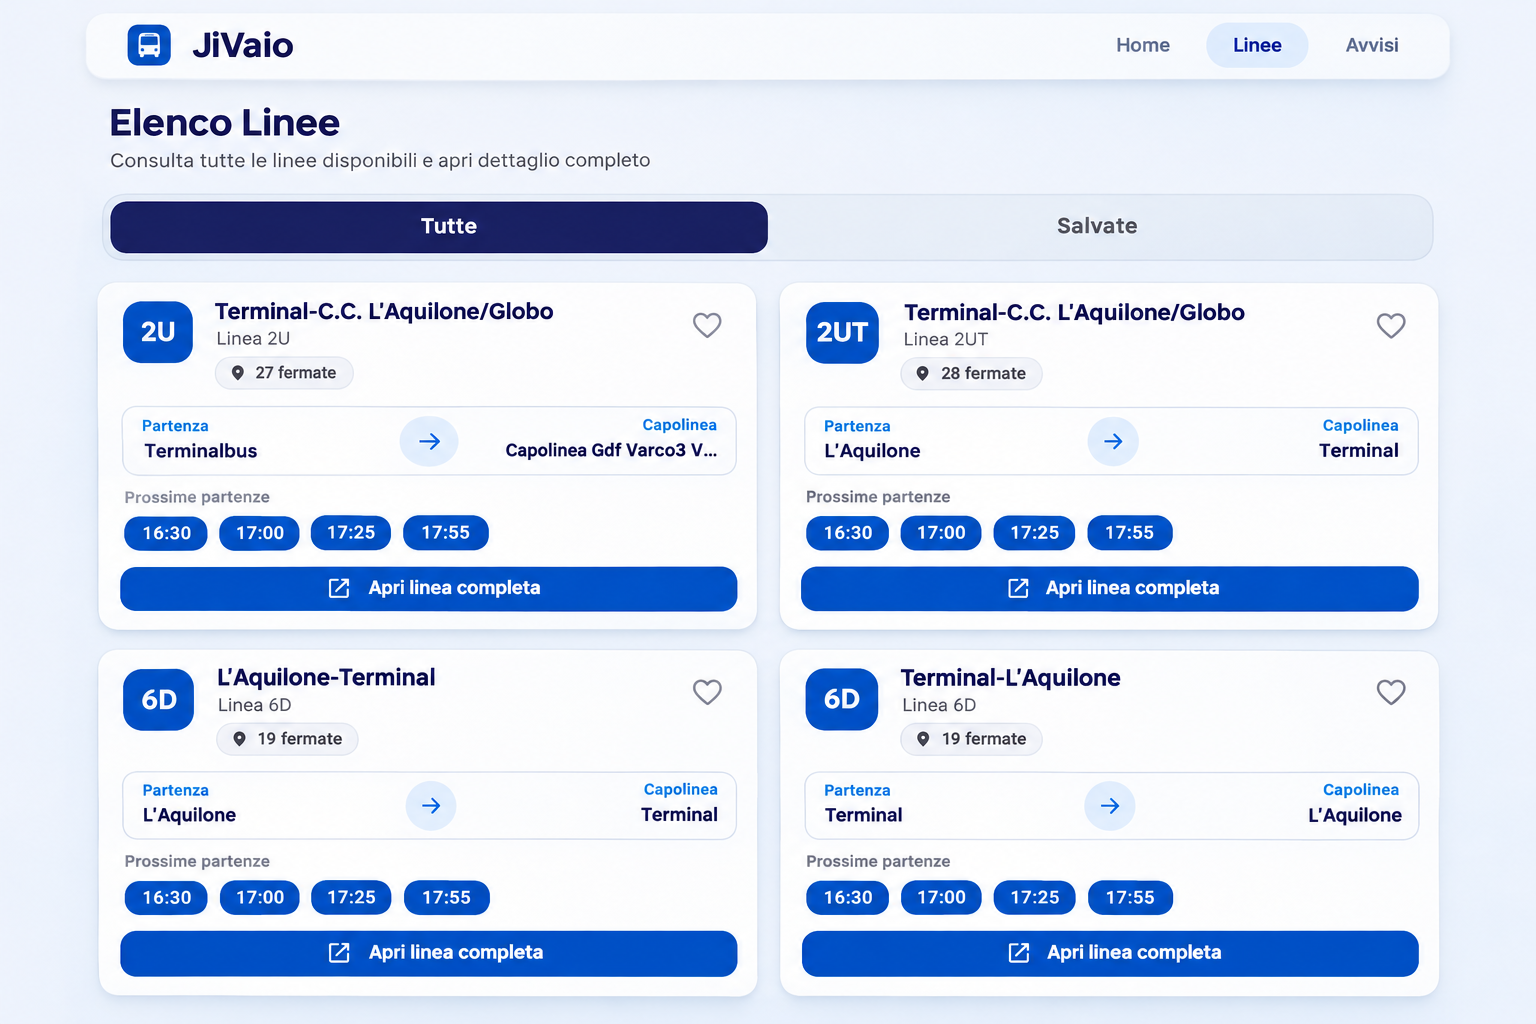 JiVaio
Home Linee Avvisi
Elenco Linee
Consulta tutte le linee disponibili e apri dettaglio completo
Tutte Salvate
2U
Terminal-C.C. L'Aquilone/Globo
Linea 2U
27 fermate
Partenza Capolinea
Terminalbus Capolinea Gdf Varco3 V...
Prossime partenze
16:30 17:00 17:25 17:55
Apri linea completa
2UT
Terminal-C.C. L'Aquilone/Globo
Linea 2UT
28 fermate
Partenza Capolinea
L'Aquilone Terminal
Prossime partenze
16:30 17:00 17:25 17:55
Apri linea completa
6D
L'Aquilone-Terminal
Linea 6D
19 fermate
Partenza Capolinea
L'Aquilone Terminal
Prossime partenze
16:30 17:00 17:25 17:55
Apri linea completa
6D
Terminal-L'Aquilone
Linea 6D
19 fermate
Partenza Capolinea
Terminal L'Aquilone
Prossime partenze
16:30 17:00 17:25 17:55
Apri linea completa